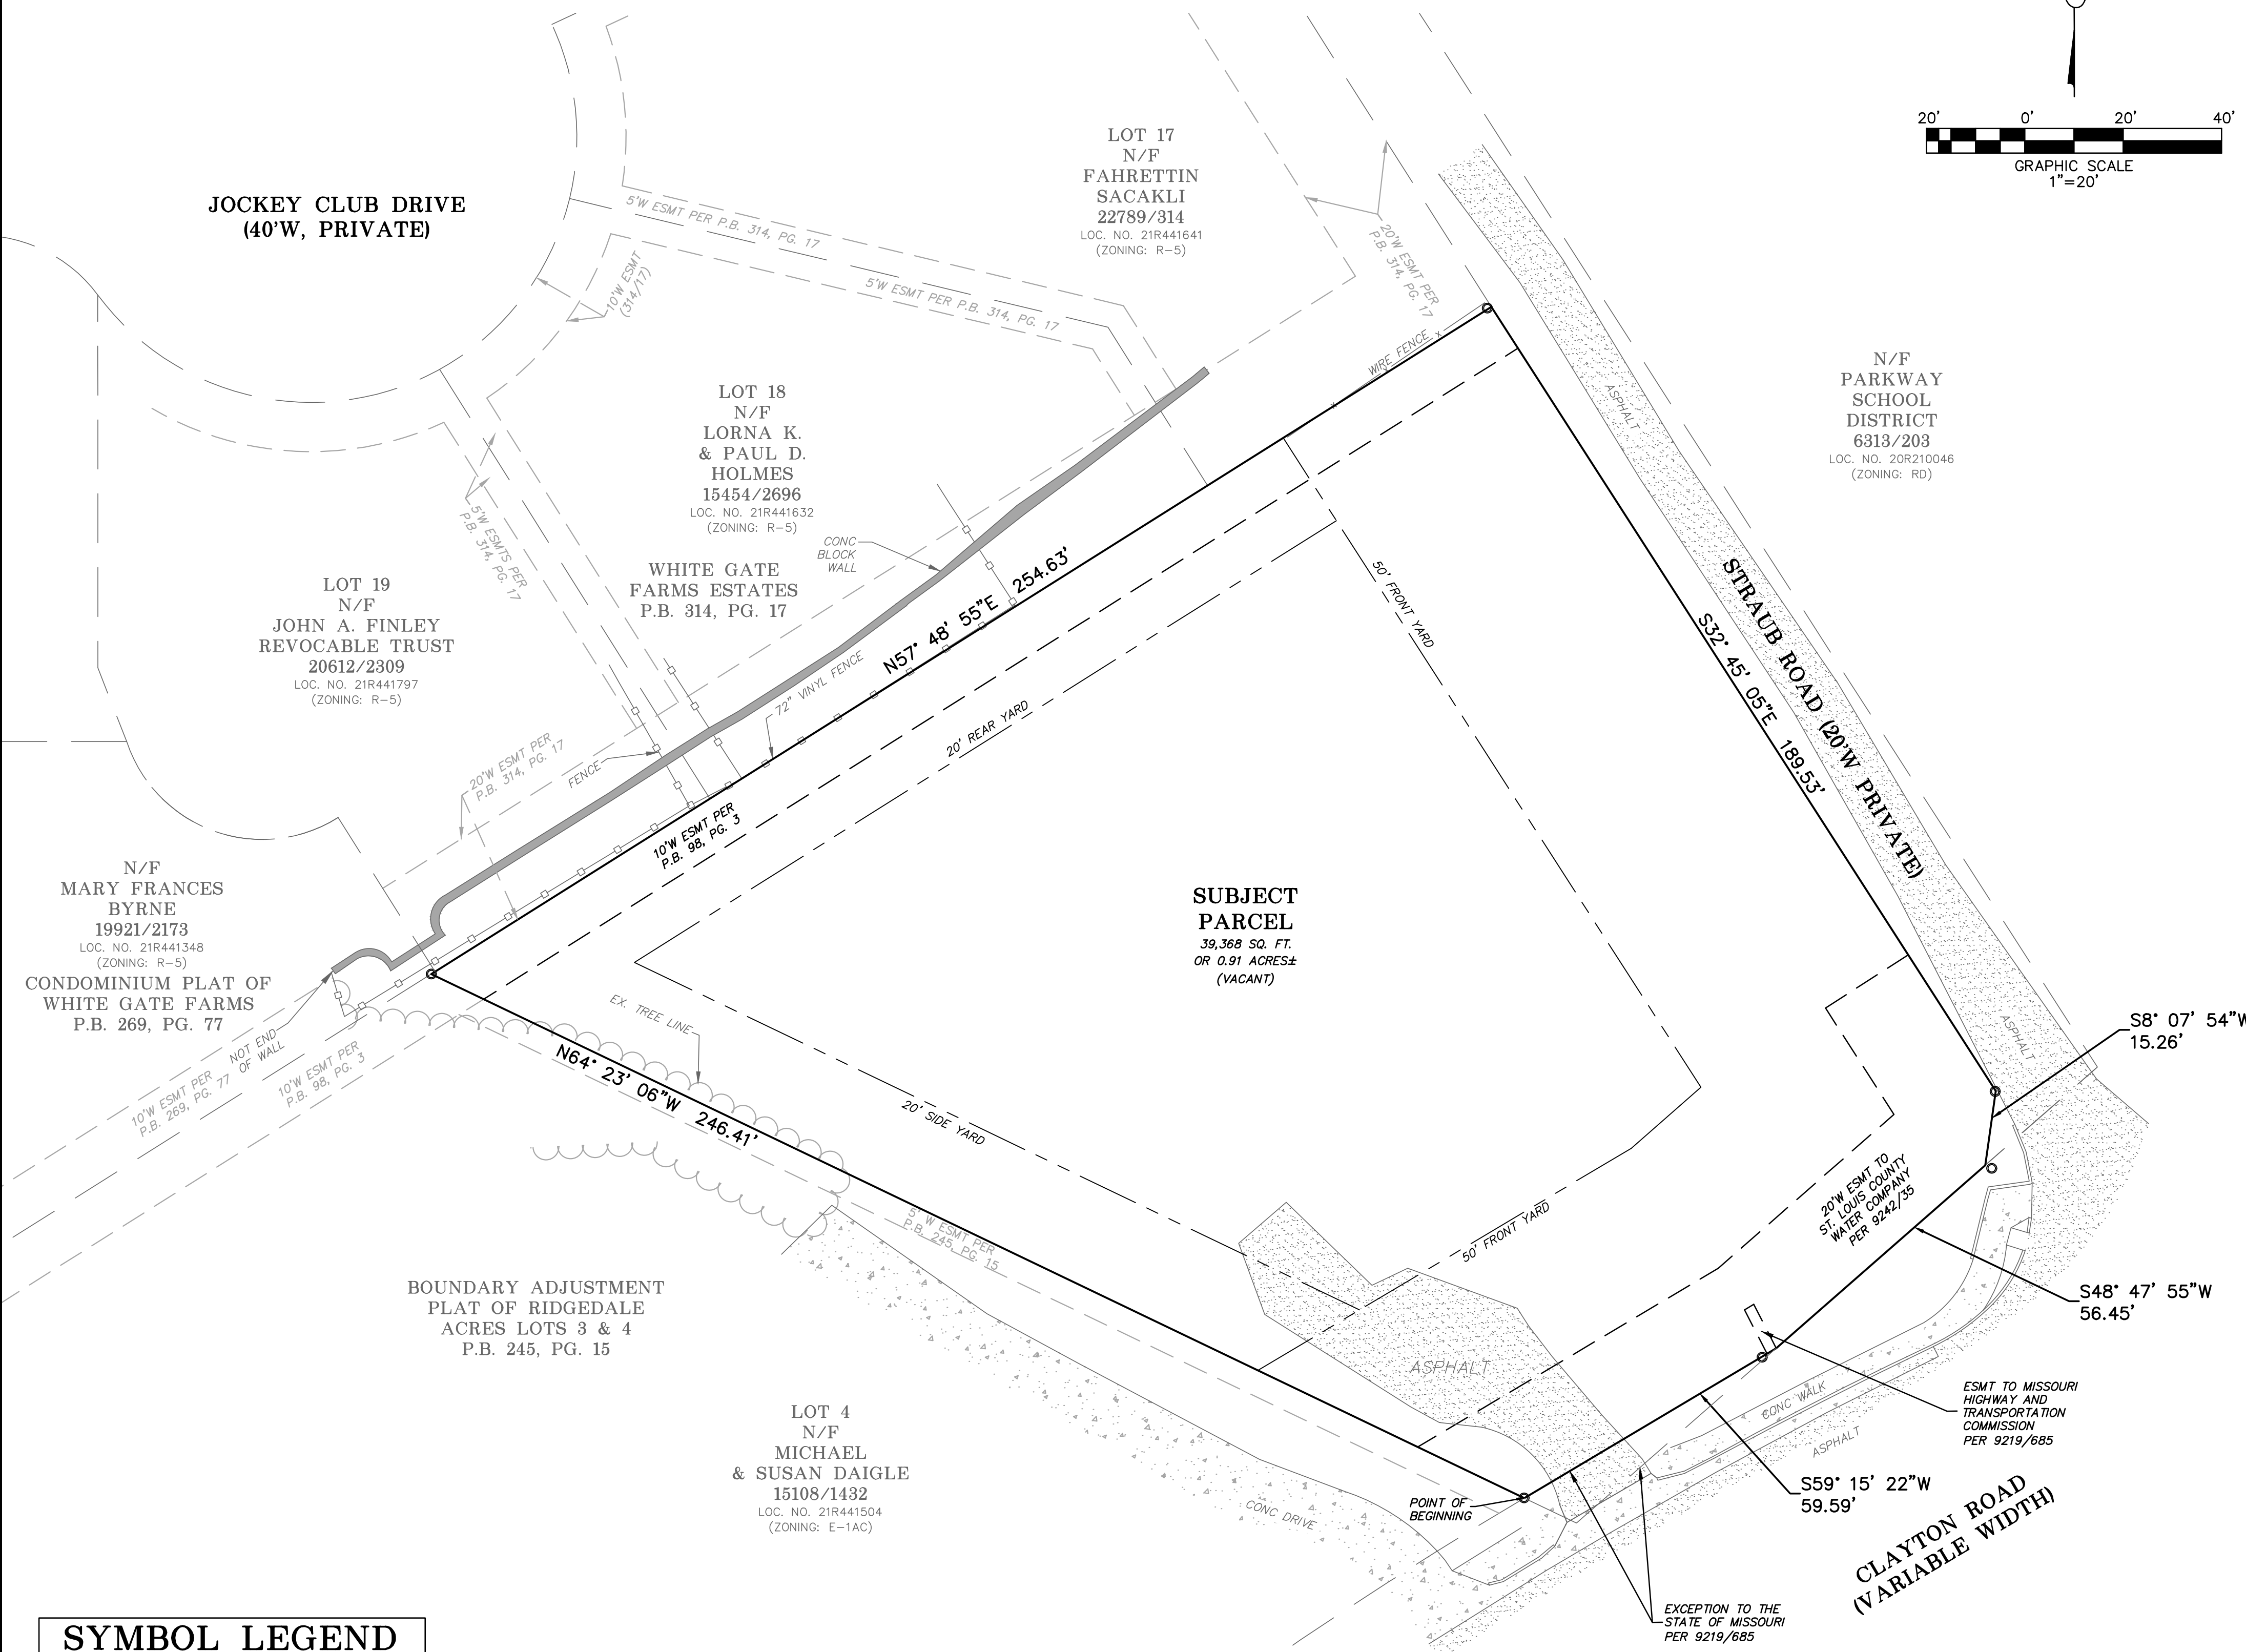 20' 0' 20' 40'
GRAPHIC SCALE
1"=20'
JOCKEY CLUB DRIVE
(40'W, PRIVATE)
5'W ESMT PER P.B. 314, PG. 17
5'W ESMT PER P.B. 314, PG. 17
10'W ESMT
(314/17)
LOT 17
N/F
FAHRETTIN
SACAKLI
22789/314
LOC. NO. 21R441641
(ZONING: R-5)
20'W ESMT PER
P.B. 314, PG. 17
WIRE FENCE
ASPHALT
N/F
PARKWAY
SCHOOL
DISTRICT
6313/203
LOC. NO. 20R210046
(ZONING: RD)
LOT 18
N/F
LORNA K.
& PAUL D.
HOLMES
15454/2696
LOC. NO. 21R441632
(ZONING: R-5)
CONC
BLOCK
WALL
WHITE GATE
FARMS ESTATES
P.B. 314, PG. 17
5'W ESMTS PER
P.B. 314, PG. 17
LOT 19
N/F
JOHN A. FINLEY
REVOCABLE TRUST
20612/2309
LOC. NO. 21R441797
(ZONING: R-5)
N57° 48' 55"E 254.63'
72" VINYL FENCE
20' REAR YARD
50' FRONT YARD
STRAUB ROAD (20'W PRIVATE)
S32° 45' 05"E 189.53'
20'W ESMT PER
P.B. 314, PG. 17
FENCE
10'W ESMT PER
P.B. 98, PG. 3
N/F
MARY FRANCES
BYRNE
19921/2173
LOC. NO. 21R441348
(ZONING: R-5)
CONDOMINIUM PLAT OF
WHITE GATE FARMS
P.B. 269, PG. 77
SUBJECT
PARCEL
39,368 SQ. FT.
OR 0.91 ACRES±
(VACANT)
EX. TREE LINE
NOT END
OF WALL
10'W ESMT PER
P.B. 269, PG. 77
10'W ESMT PER
P.B. 98, PG. 3
N64° 23' 06"W 246.41'
20' SIDE YARD
ASPHALT
S8° 07' 54"W
15.26'
5' W ESMT PER
P.B. 245, PG. 15
50' FRONT YARD
20'W ESMT TO
ST. LOUIS COUNTY
WATER COMPANY
PER 9242/35
S48° 47' 55"W
56.45'
BOUNDARY ADJUSTMENT
PLAT OF RIDGEDALE
ACRES LOTS 3 & 4
P.B. 245, PG. 15
ASPHALT
CONC WALK
ASPHALT
ESMT TO MISSOURI
HIGHWAY AND
TRANSPORTATION
COMMISSION
PER 9219/685
LOT 4
N/F
MICHAEL
& SUSAN DAIGLE
15108/1432
LOC. NO. 21R441504
(ZONING: E-1AC)
CONC DRIVE
POINT OF
BEGINNING
S59° 15' 22"W
59.59'
CLAYTON ROAD
(VARIABLE WIDTH)
EXCEPTION TO THE
STATE OF MISSOURI
PER 9219/685
SYMBOL LEGEND